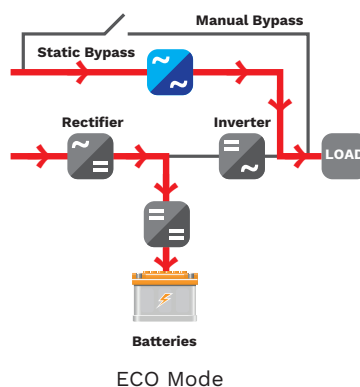 Manual Bypass
Static Bypass
Rectifier
Inverter
LOAD
Batteries
ECO Mode